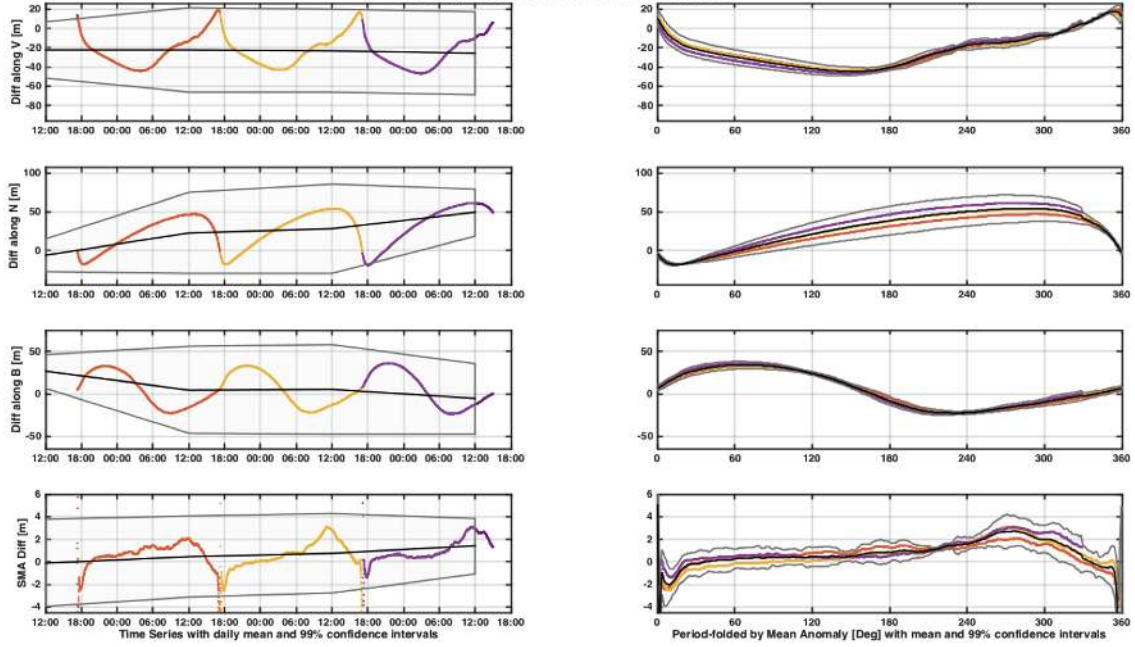 20
0
-20
-40
-60
-80
Diff along V [m]
12:00 18:00 00:00 06:00 12:00 18:00 00:00 06:00 12:00 18:00 00:00 06:00 12:00 18:00
20
0
-20
-40
-60
-80
0 60 120 180 240 300 360
100
50
0
Diff along N [m]
12:00 18:00 00:00 06:00 12:00 18:00 00:00 06:00 12:00 18:00 00:00 06:00 12:00 18:00
100
50
0
0 60 120 180 240 300 360
50
0
-50
Diff along B [m]
12:00 18:00 00:00 06:00 12:00 18:00 00:00 06:00 12:00 18:00 00:00 06:00 12:00 18:00
50
0
-50
0 60 120 180 240 300 360
6
4
2
0
-2
-4
SMA Diff [m]
12:00 18:00 00:00 06:00 12:00 18:00 00:00 06:00 12:00 18:00 00:00 06:00 12:00 18:00
Time Series with daily mean and 99% confidence intervals
6
4
2
0
-2
-4
0 60 120 180 240 300 360
Period-folded by Mean Anomaly [Deg] with mean and 99% confidence intervals